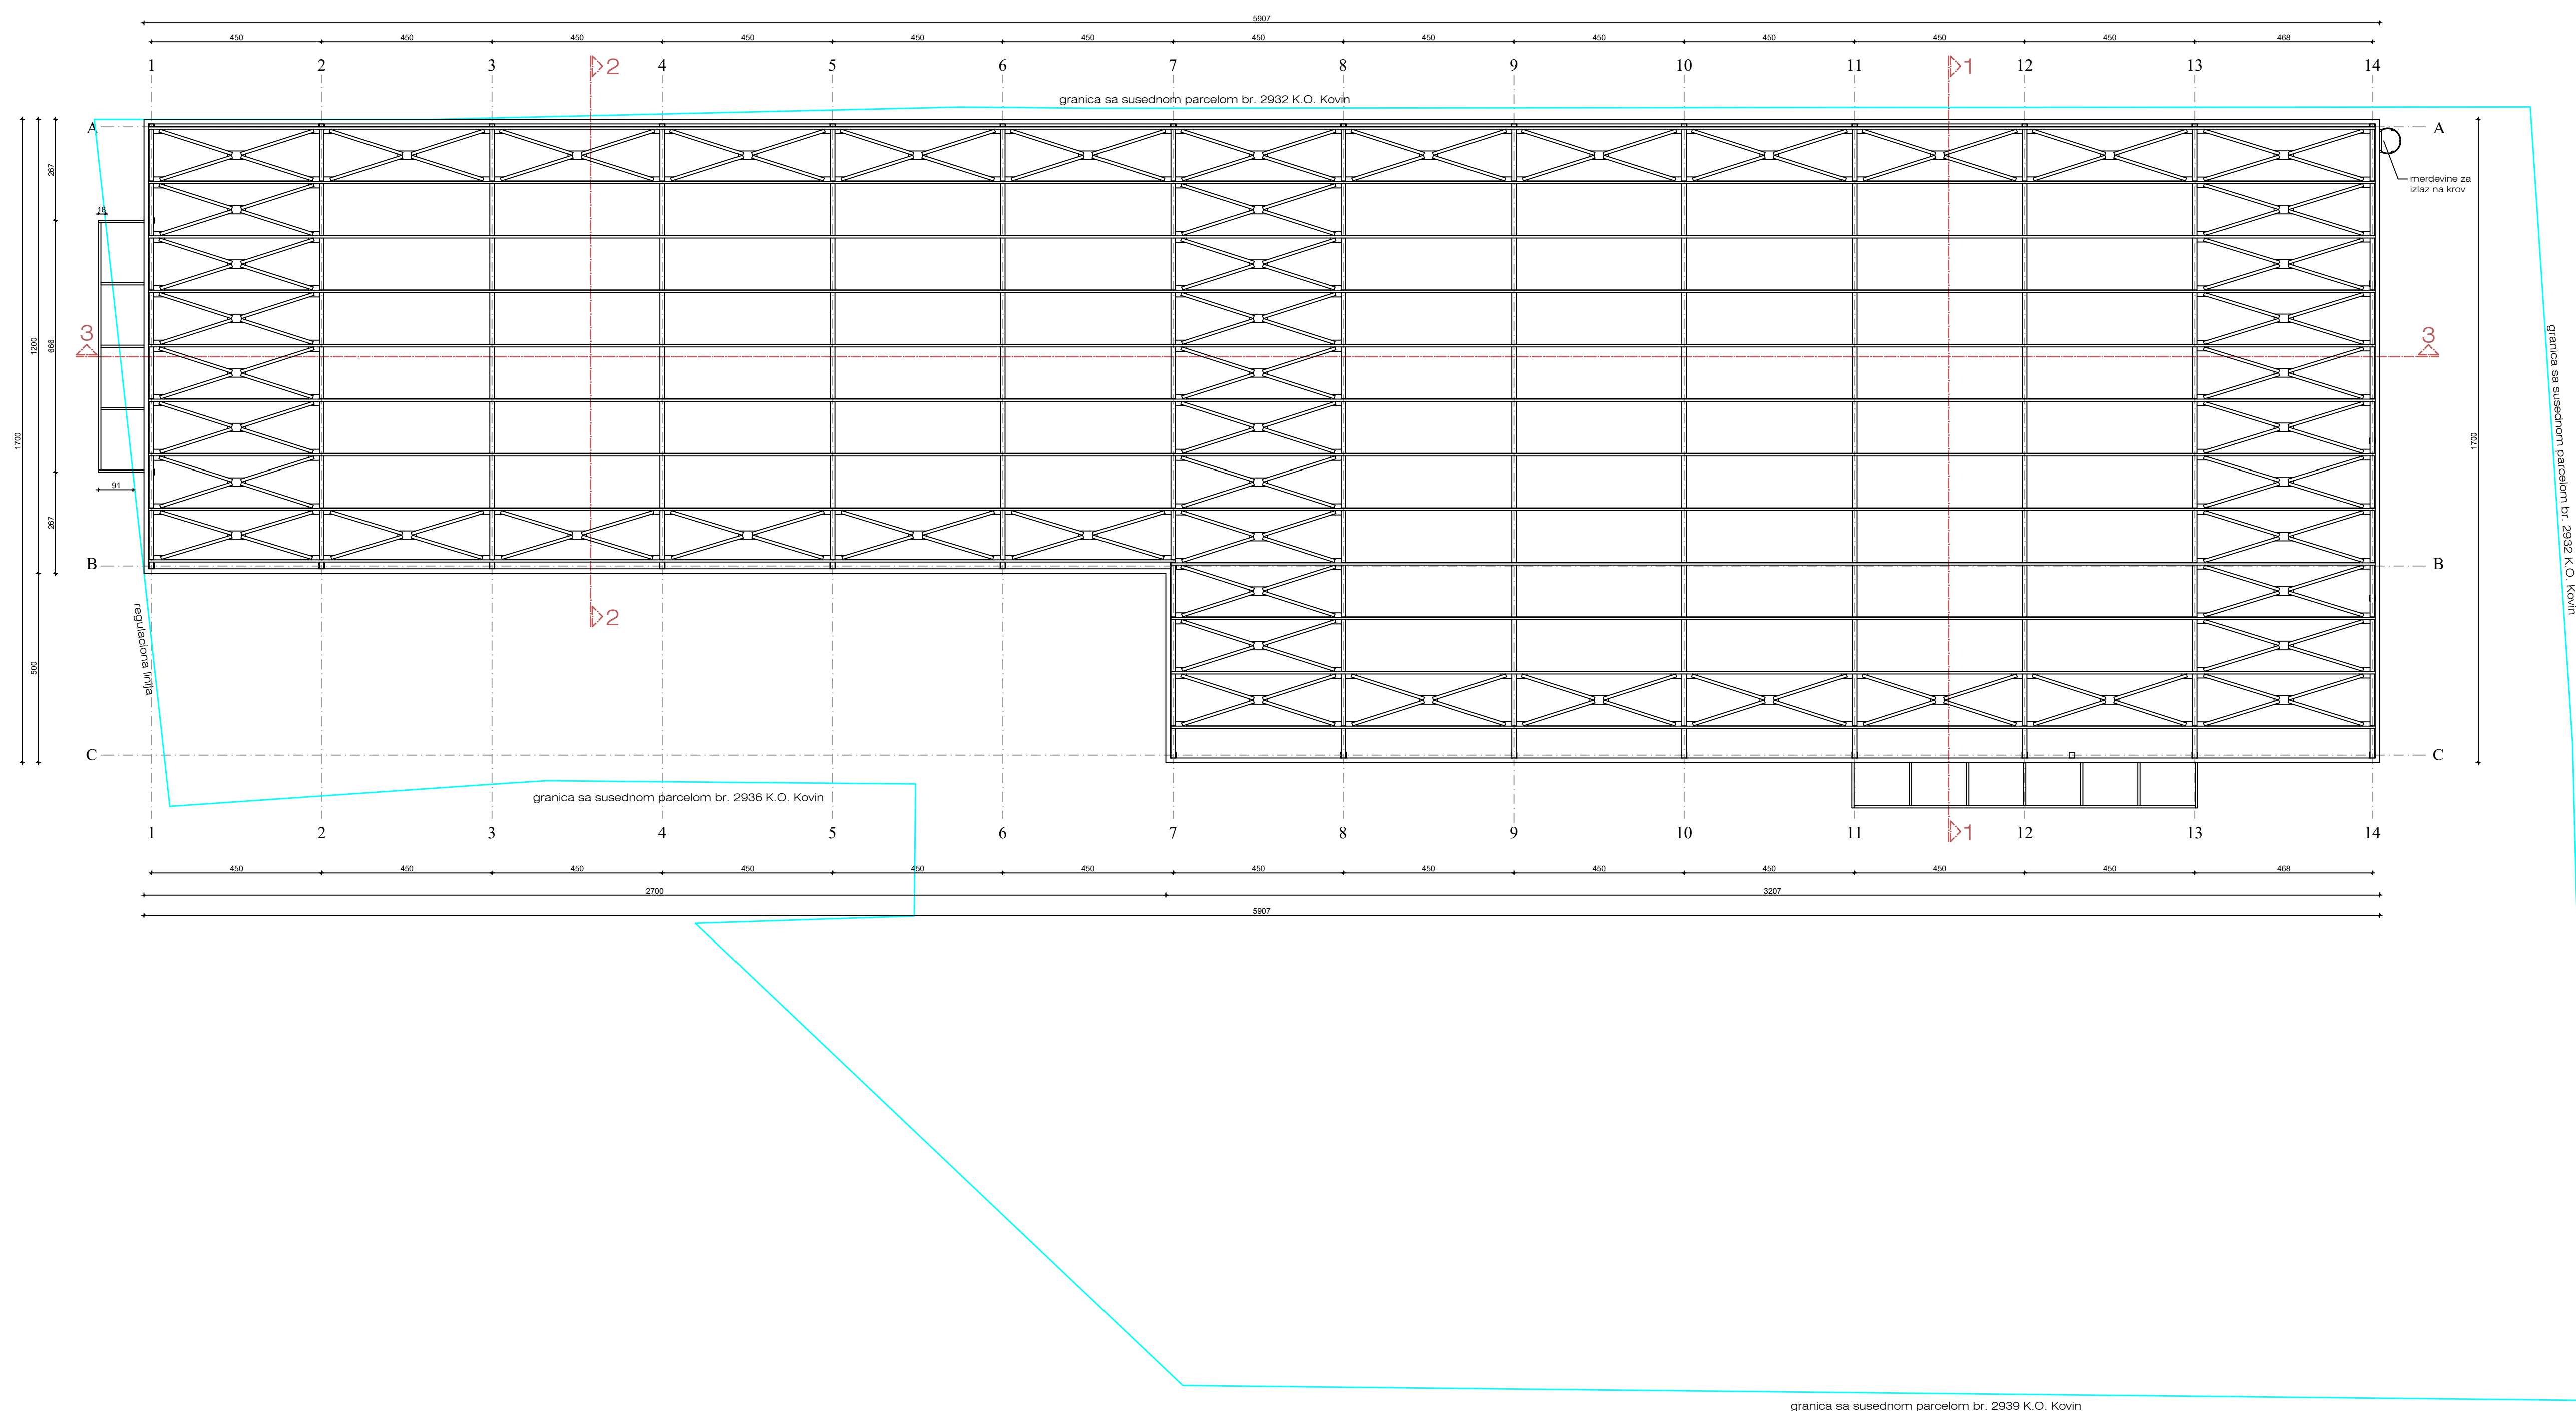 5907
450 450 450 450 450 450 450 450 450 450 450 450 468
1 2 3 4 5 6 7 8 9 10 11 12 13 14
2 1
granica sa susednom parcelom br. 2932 K.O. Kovin
A A
267
merdevine za
izlaz na krov
18
3 3
1200
666
granica sa susednom parcelom br. 2932 K.O. Kovin
1700
1700
91
267
B B
2
regulaciona linija
500
C C
granica sa susednom parcelom br. 2936 K.O. Kovin
1
1 2 3 4 5 6 7 8 9 10 11 12 13 14
450 450 450 450 450 450 450 450 450 450 450 450 468
2700 3207
5907
granica sa susednom parcelom br. 2939 K.O. Kovin